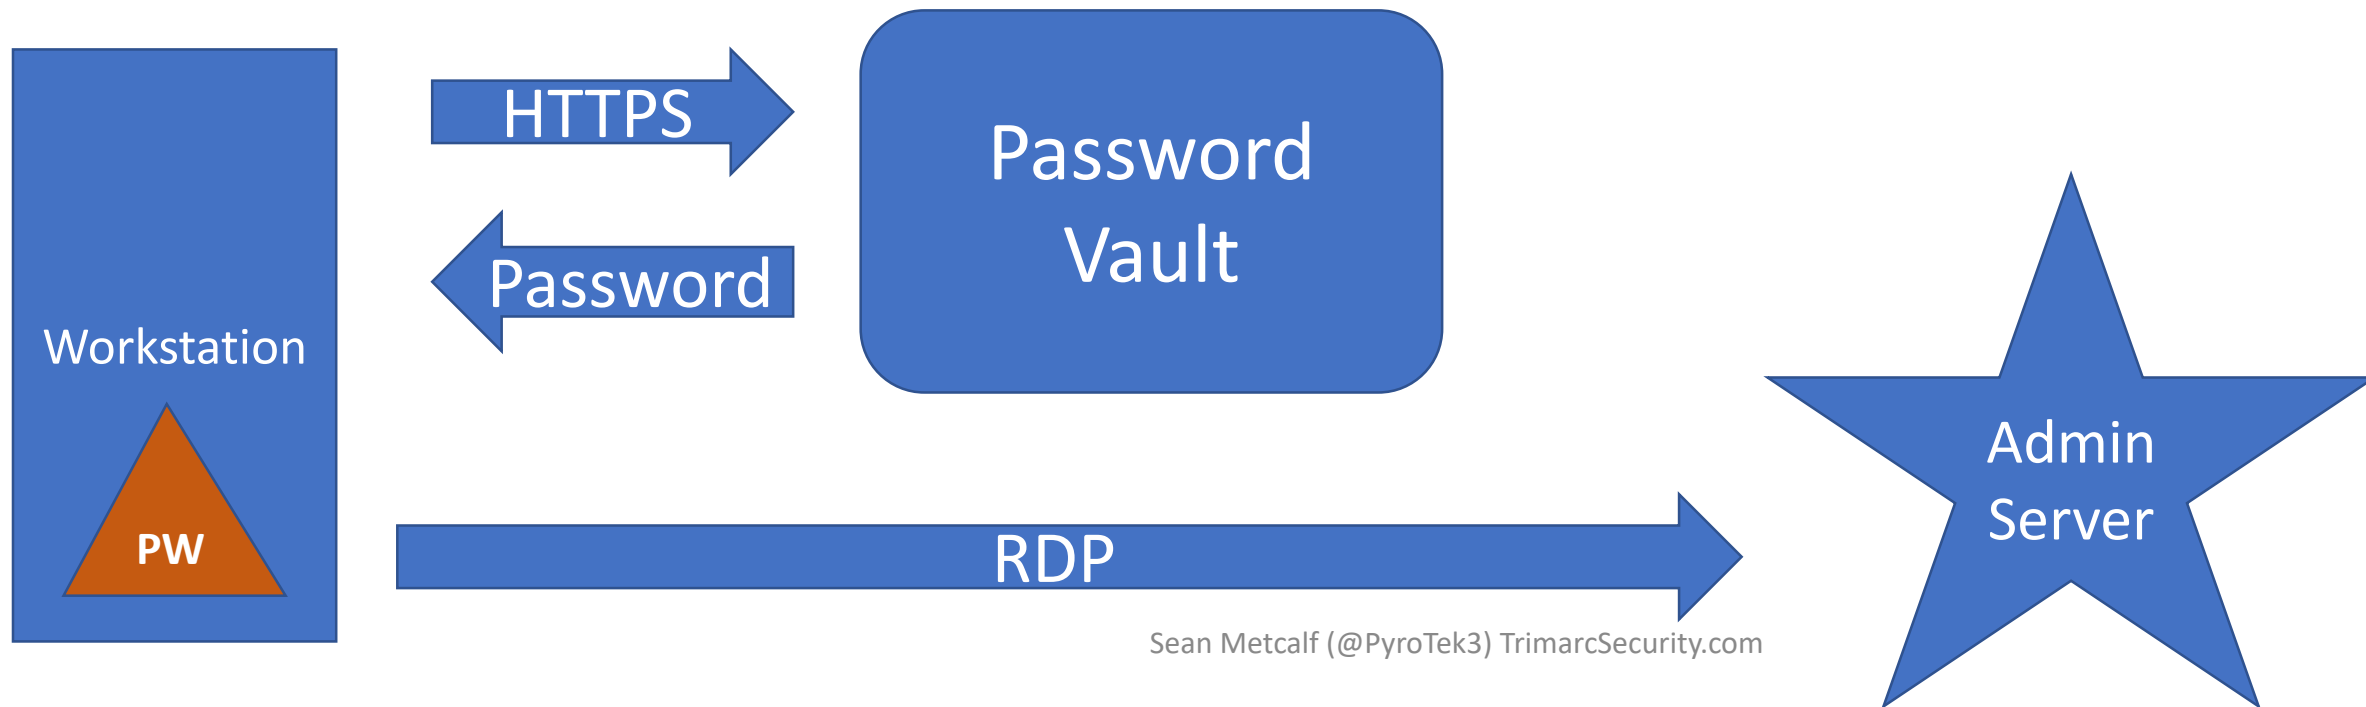 HTTPS
Password
Vault
Password
Workstation
PW
RDP
Admin
Server
Sean Metcalf (@PyroTek3) TrimarcSecurity.com